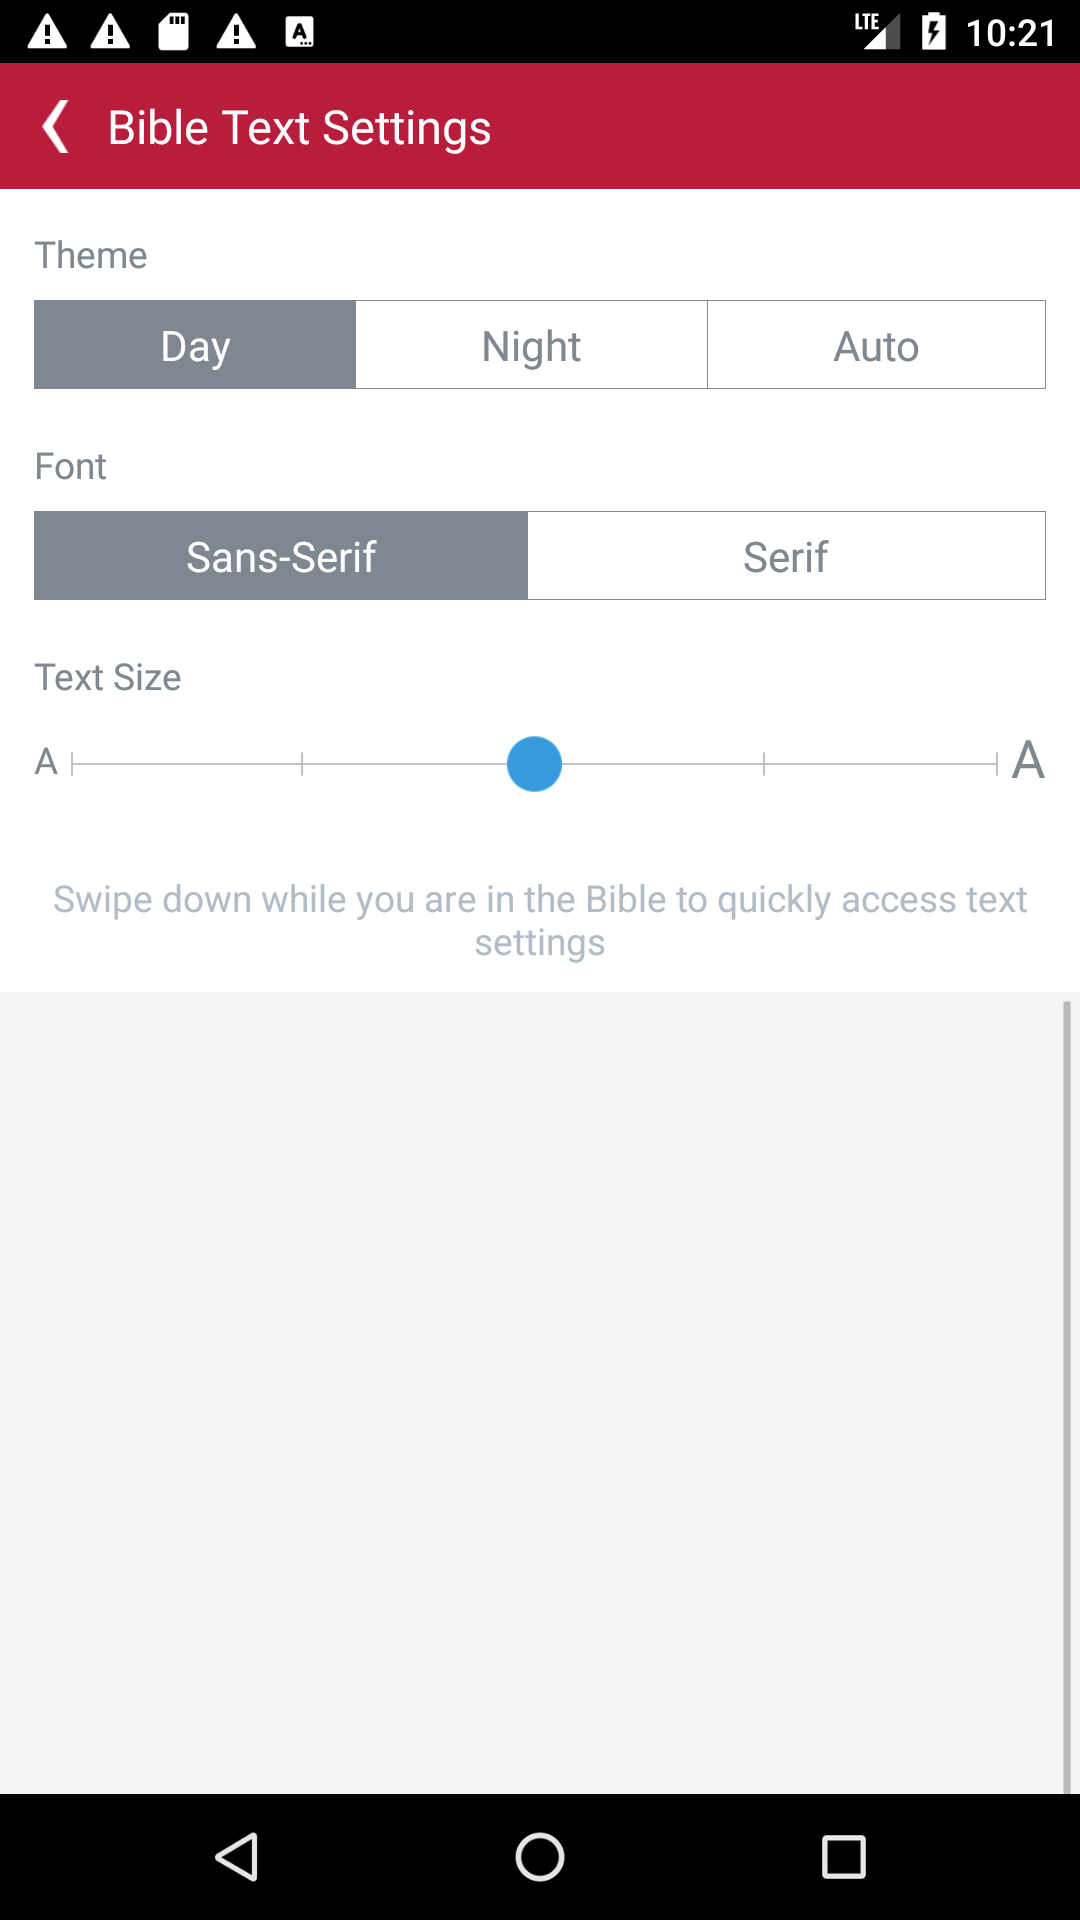 LTE 10:21
Bible Text Settings
Theme
Day Night Auto
Font
Sans-Serif Serif
Text Size
A A
Swipe down while you are in the Bible to quickly access text
settings